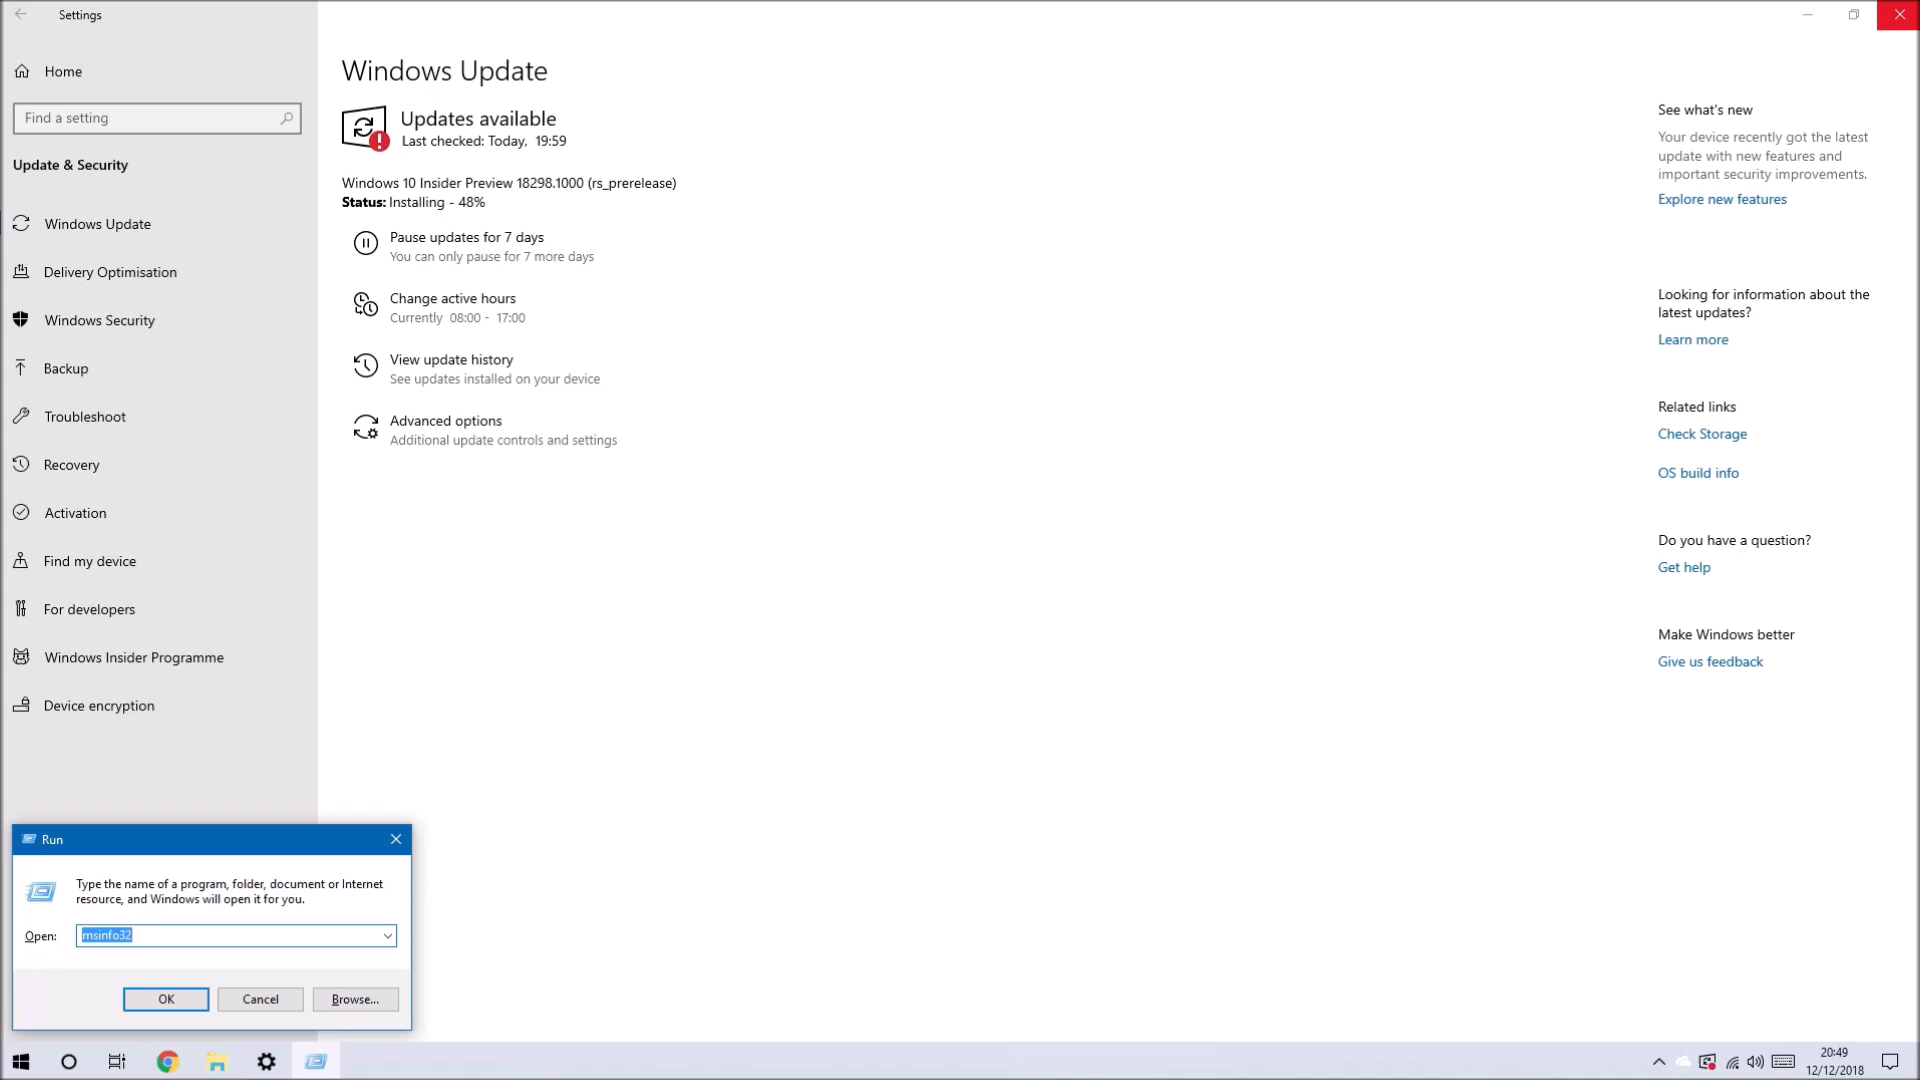 Settings
Home
Find a setting
Update & Security
Windows Update
Delivery Optimisation
Windows Security
Backup
Troubleshoot
Recovery
Activation
Find my device
For developers
Windows Insider Programme
Device encryption
Windows Update
Updates available
Last checked: Today, 19:59
Windows 10 Insider Preview 18298.1000 (rs_prerelease)
Status: Installing - 48%
Pause updates for 7 days
You can only pause for 7 more days
Change active hours
Currently 08:00 - 17:00
View update history
See updates installed on your device
Advanced options
Additional update controls and settings
See what's new
Your device recently got the latest
update with new features and
important security improvements.
Explore new features
Looking for information about the
latest updates?
Learn more
Related links
Check Storage
OS build info
Do you have a question?
Get help
Make Windows better
Give us feedback
Run
Type the name of a program, folder, document or Internet
resource, and Windows will open it for you.
Open: msinfo32
OK Cancel Browse...
20:49
12/12/2018